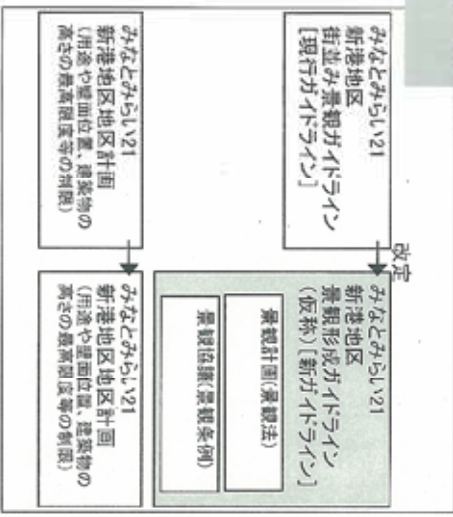 みなとみらい21
新港地区
街並み景観ガイドライン
[現行ガイドライン]
改定
みなとみらい21
新港地区
景観形成ガイドライン
(仮称)[新ガイドライン]
景観計画(景観法)
景観協議(景観条例)
みなとみらい21
新港地区地区計画
(用途や壁面位置、建築物の
高さの最高限度等の制限)
みなとみらい21
新港地区地区計画
(用途や壁面位置、建築物の
高さの最高限度等の制限)